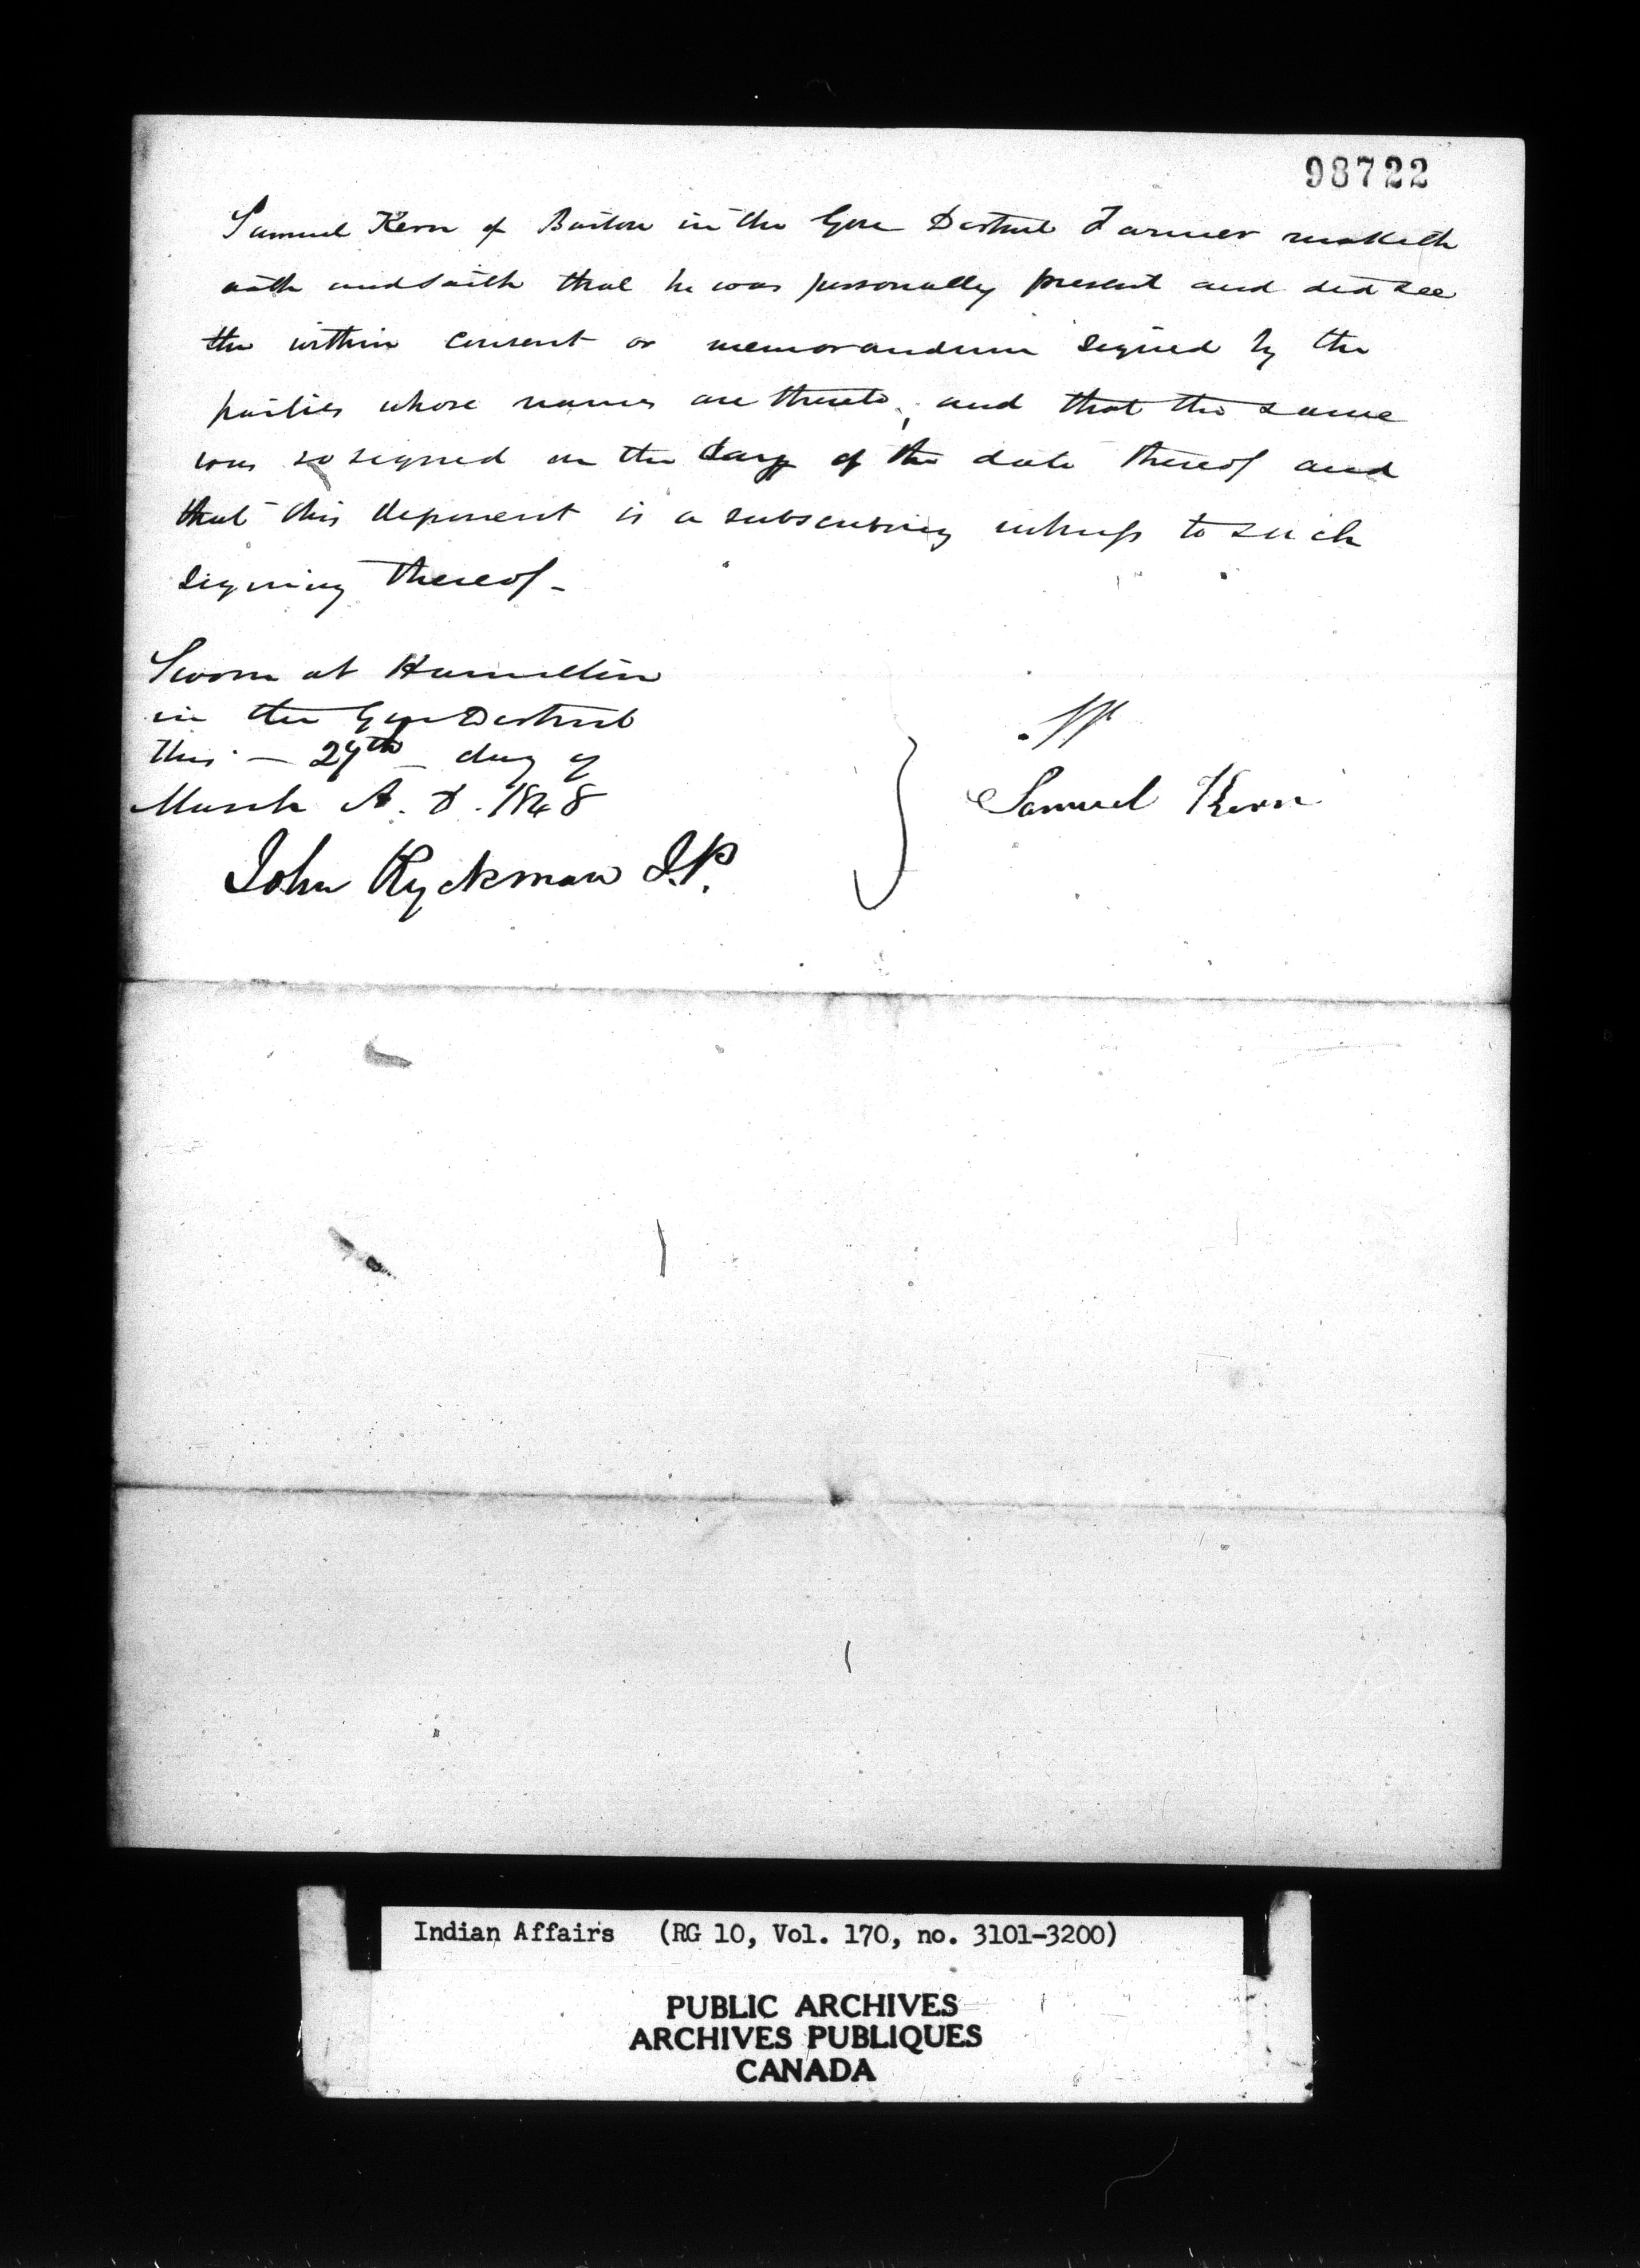 98722
Samuel Kern of Barton in the Gore District Farmer maketh
oath and saith that he was personally present and did see
the within consent or memorandum signed by the
parties whose names are thereto, and that the same
was so signed on the day of the date thereof and
that this deponent is a subscribing witness to such
signing thereof -
Sworn at Hamilton
in the Gore District
this - 29th - day of
March A. D. 1848
Samuel Kern
John Ryckman J.P.
Indian Affairs (RG 10, Vol. 170, no. 3101-3200)
PUBLIC ARCHIVES
ARCHIVES PUBLIQUES
CANADA